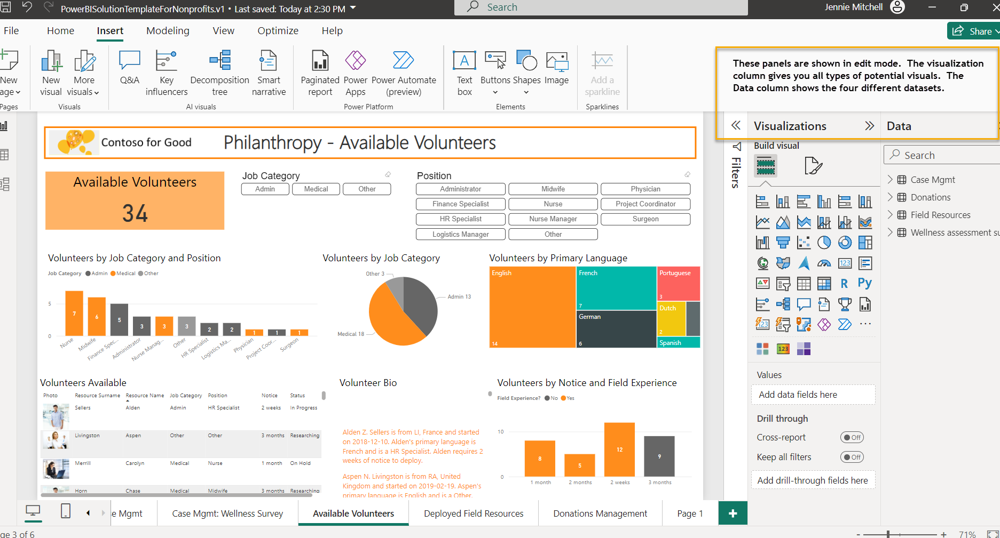 PowerBISolutionTemplateForNonprofits.v1 • Last saved: Today at 2:30 PM
Search
Jennie Mitchell
File Home Insert Modeling View Optimize Help
Share
New
age
Pages
New visual
More visuals
Visuals
Q&A
Key influencers
Decomposition tree
Smart narrative
AI visuals
Paginated report
Power Apps
Power Automate (preview)
Power Platform
Text box
Buttons
Shapes
Image
Elements
Add a sparkline
Sparklines
These panels are shown in edit mode. The visualization
column gives you all types of potential visuals. The
Data column shows the four different datasets.
Contoso for Good
Philanthropy - Available Volunteers
Available Volunteers
34
Job Category
Admin Medical Other
Position
Administrator Midwife Physician
Finance Specialist Nurse Project Coordinator
HR Specialist Nurse Manager Surgeon
Logistics Manager Other
Volunteers by Job Category and Position
Job Category Admin Medical Other
5
0
7 6 5 3 3 3 2 2 1 1 1
Nurse Midwife Finance Spec... Administrator Nurse Manag... Other HR Specialist Logistics Ma... Physician Project Coor... Surgeon
Volunteers by Job Category
Other 3
Admin 13
Medical 18
Volunteers by Primary Language
English
14
French
7
German
6
Portuguese
3
Dutch
2
Spanish
Volunteers Available
Photo Resource Surname Resource Name Job Category Position Notice Status
Sellers Alden Admin HR Specialist 2 weeks In Progress
Livingston Aspen Other Other 3 months Researching
Merrill Carolyn Medical Nurse 1 month On Hold
Horn Chase Medical Midwife 3 months Researching
Volunteer Bio
Alden Z. Sellers is from LI, France and started
on 2018-12-10. Alden's primary language is
French and is a HR Specialist. Alden requires 2
weeks of notice to deploy.
Aspen N. Livingston is from RA, United
Kingdom and started on 2019-02-19. Aspen's
primary language is English and is a Other.
Volunteers by Notice and Field Experience
Field Experience? No Yes
10
0
8 5 12 9
1 month 2 months 2 weeks 3 months
Filters
Visualizations
Build visual
123
R Py
123
123
Values
Add data fields here
Drill through
Cross-report Off
Keep all filters Off
Add drill-through fields here
Data
Search
Case Mgmt
Donations
Field Resources
Wellness assessment su
e Mgmt
Case Mgmt: Wellness Survey
Available Volunteers
Deployed Field Resources
Donations Management
Page 1
+
ge 3 of 6
- + 71%